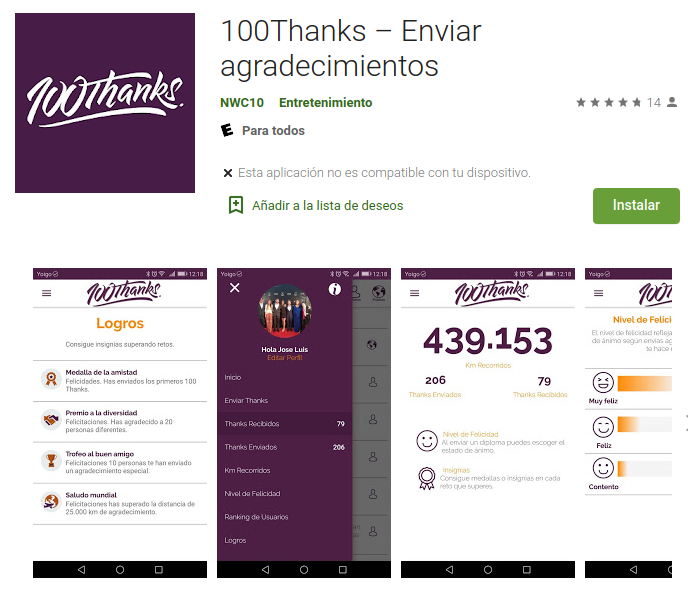 100Thanks.
100Thanks – Enviar
agradecimientos
NWC10 Entretenimiento
14
E Para todos
Esta aplicación no es compatible con tu dispositivo.
Añadir a la lista de deseos
Instalar
Yoigo 12:18
100Thanks.
Logros
Consigue insignias superando retos.
Medalla de la amistad
Felicidades. Has enviados los primeros 100
Thanks.
Premio a la diversidad
Felicitaciones. Has agradecido a 20
personas diferentes.
Trofeo al buen amigo
Felicitaciones 10 personas te han enviado
un agradecimiento especial.
Saludo mundial
Felicitaciones has superado la distancia de
25.000 km de agradecimiento.
Yoigo 12:18
Hola Jose Luis
Editar Perfil
Inicio
Enviar Thanks
Thanks Recibidos 79
Thanks Enviados 206
Km Recorridos
Nivel de Felicidad
Ranking de Usuarios
Logros
Yoigo 12:18
100Thanks.
439.153
Km Recorridos
206 79
Thanks Enviados Thanks Recibidos
Nivel de Felicidad
Al enviar un diploma puedes escoger el
estado de ánimo.
Insignias
Consigue medallas o insignias en cada
reto que superes.
Yoigo
100Th
Nivel de Felici
El nivel de felicidad refleja
de ánimo según envías ag
te hace
Muy feliz
Feliz
Contento